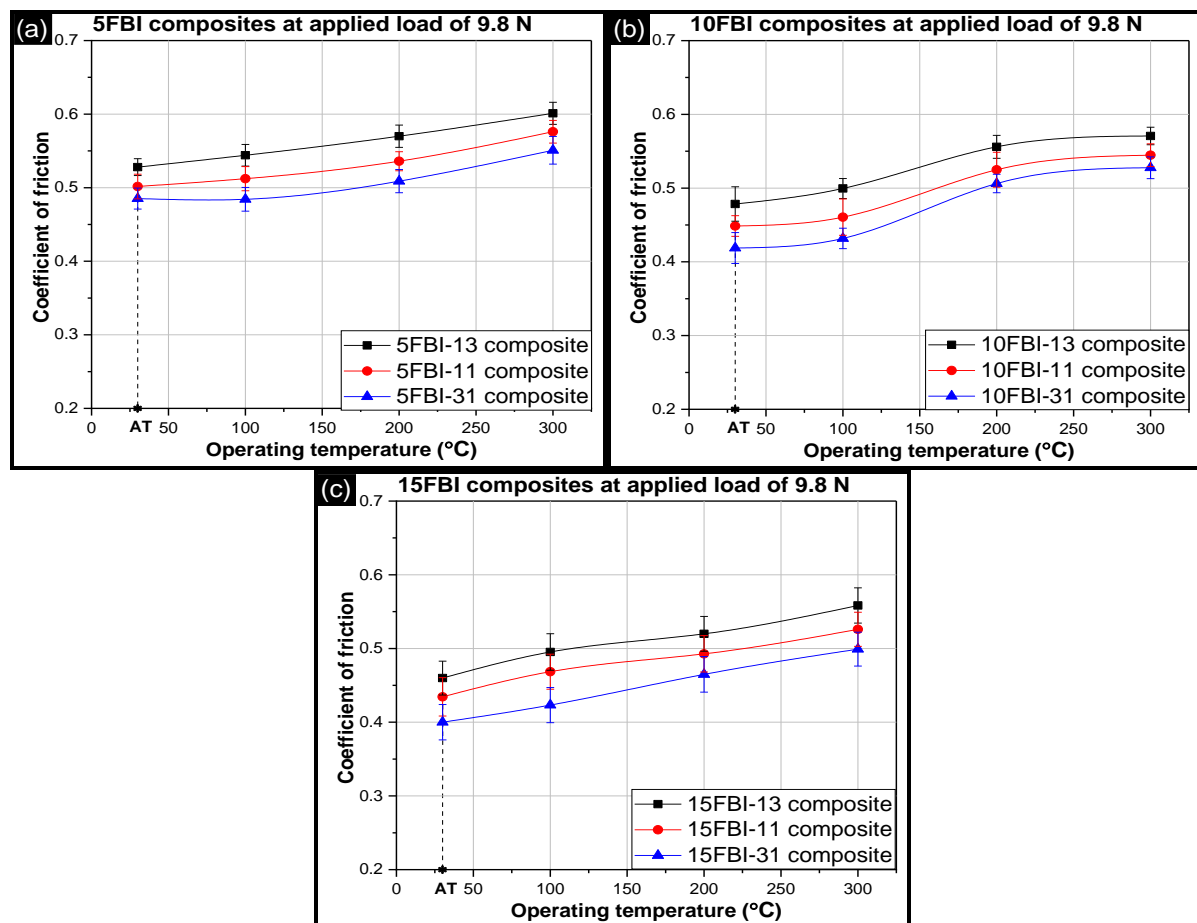 (a)
5FBI composites at applied load of 9.8 N
0.7
0.6
0.5
0.4
0.3
0.2
Coefficient of friction
5FBI-13 composite
5FBI-11 composite
5FBI-31 composite
0 AT 50 100 150 200 250 300
Operating temperature (°C)
(b)
10FBI composites at applied load of 9.8 N
0.7
0.6
0.5
0.4
0.3
0.2
Coefficient of friction
10FBI-13 composite
10FBI-11 composite
10FBI-31 composite
0 AT 50 100 150 200 250 300
Operating temperature (°C)
(c)
15FBI composites at applied load of 9.8 N
0.7
0.6
0.5
0.4
0.3
0.2
Coefficient of friction
15FBI-13 composite
15FBI-11 composite
15FBI-31 composite
0 AT 50 100 150 200 250 300
Operating temperature (°C)